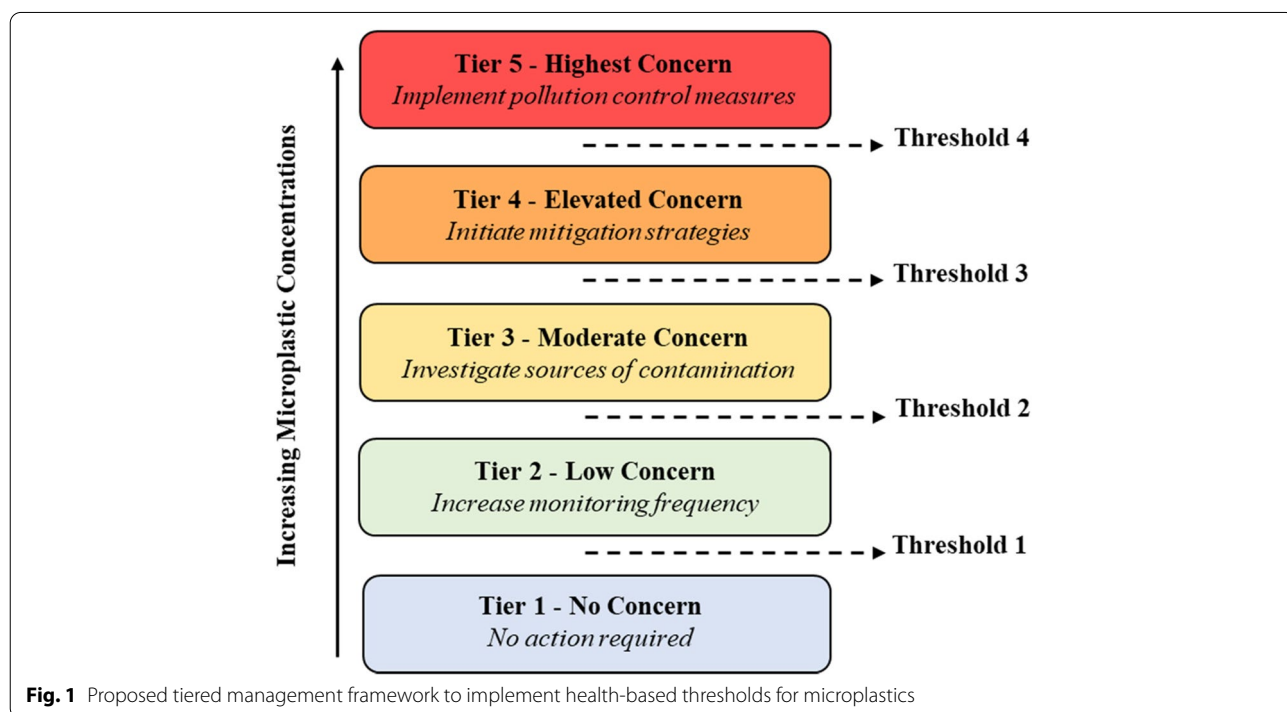 Tier 5 - Highest Concern
Implement pollution control measures
Threshold 4
Tier 4 - Elevated Concern
Initiate mitigation strategies
Threshold 3
Tier 3 - Moderate Concern
Investigate sources of contamination
Threshold 2
Tier 2 - Low Concern
Increase monitoring frequency
Threshold 1
Tier 1 - No Concern
No action required
Increasing Microplastic Concentrations
Fig. 1 Proposed tiered management framework to implement health-based thresholds for microplastics